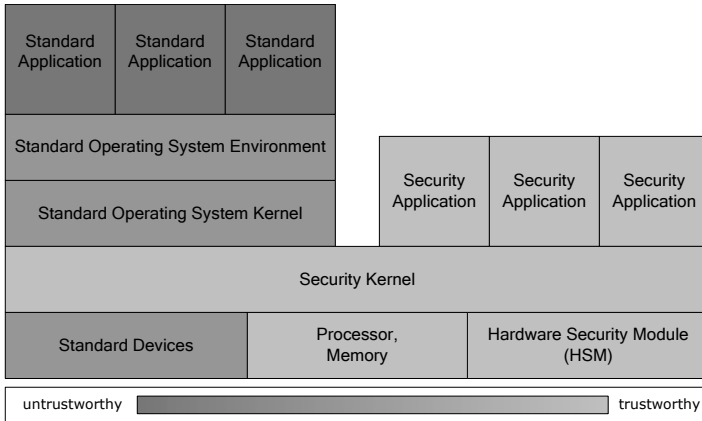 Standard Application
Standard Application
Standard Application
Standard Operating System Environment
Standard Operating System Kernel
Security Application
Security Application
Security Application
Security Kernel
Standard Devices
Processor, Memory
Hardware Security Module (HSM)
untrustworthy
trustworthy